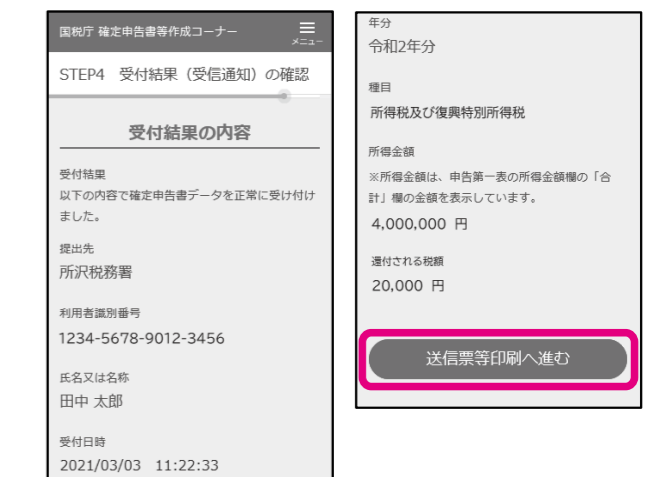 国税庁 確定申告書等作成コーナー
メニュー
STEP4 受付結果（受信通知）の確認
受付結果の内容
受付結果
以下の内容で確定申告書データを正常に受け付け
ました。
提出先
所沢税務署
利用者識別番号
1234-5678-9012-3456
氏名又は名称
田中 太郎
受付日時
2021/03/03 11:22:33
年分
令和2年分
種目
所得税及び復興特別所得税
所得金額
※所得金額は、申告第一表の所得金額欄の「合
計」欄の金額を表示しています。
4,000,000 円
還付される税額
20,000 円
送信票等印刷へ進む